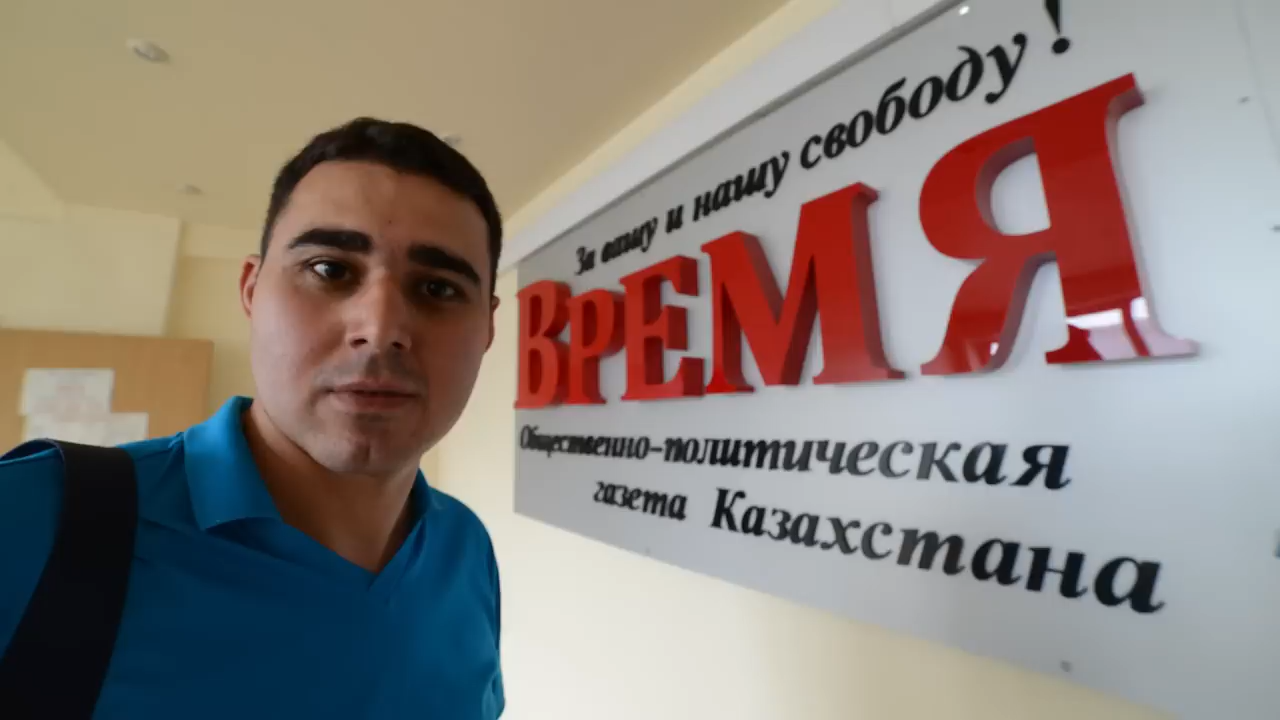 За вашу и нашу свободу!
ВРЕМЯ
Общественно-политическая
газета Казахстана